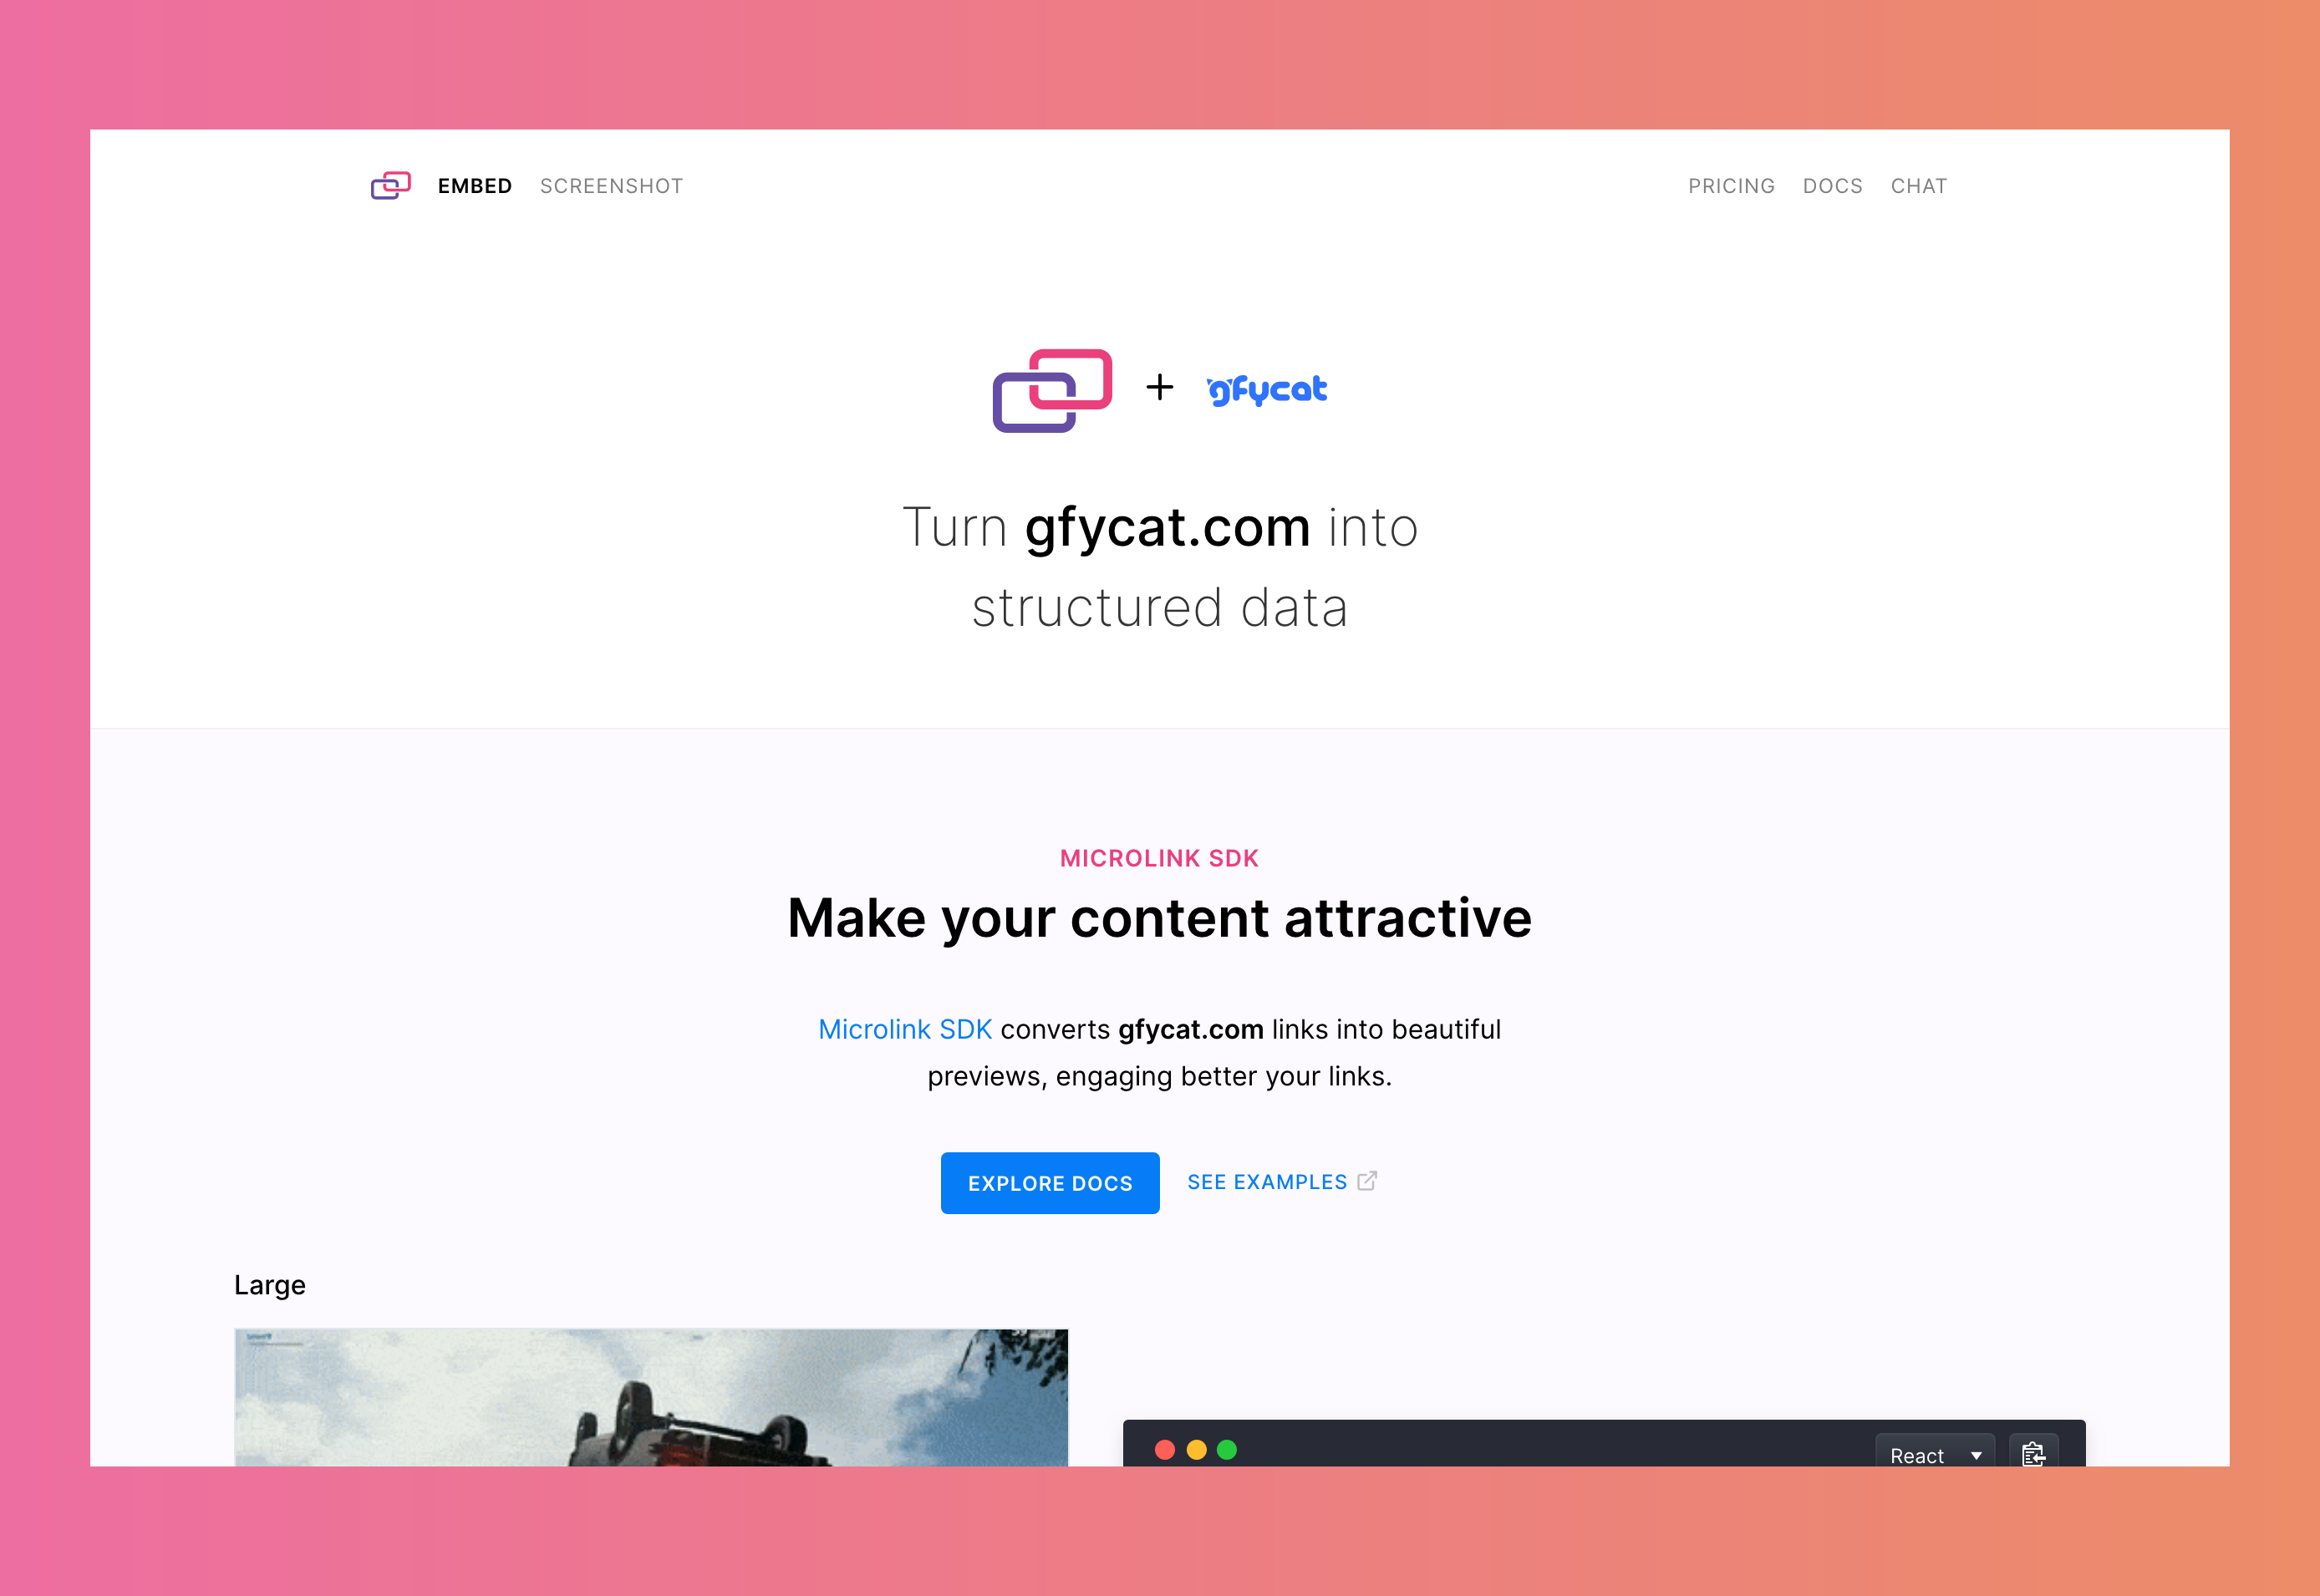 EMBED SCREENSHOT PRICING DOCS CHAT
+ gfycat
Turn gfycat.com into
structured data
MICROLINK SDK
Make your content attractive
Microlink SDK converts gfycat.com links into beautiful
previews, engaging better your links.
EXPLORE DOCS SEE EXAMPLES
Large
React